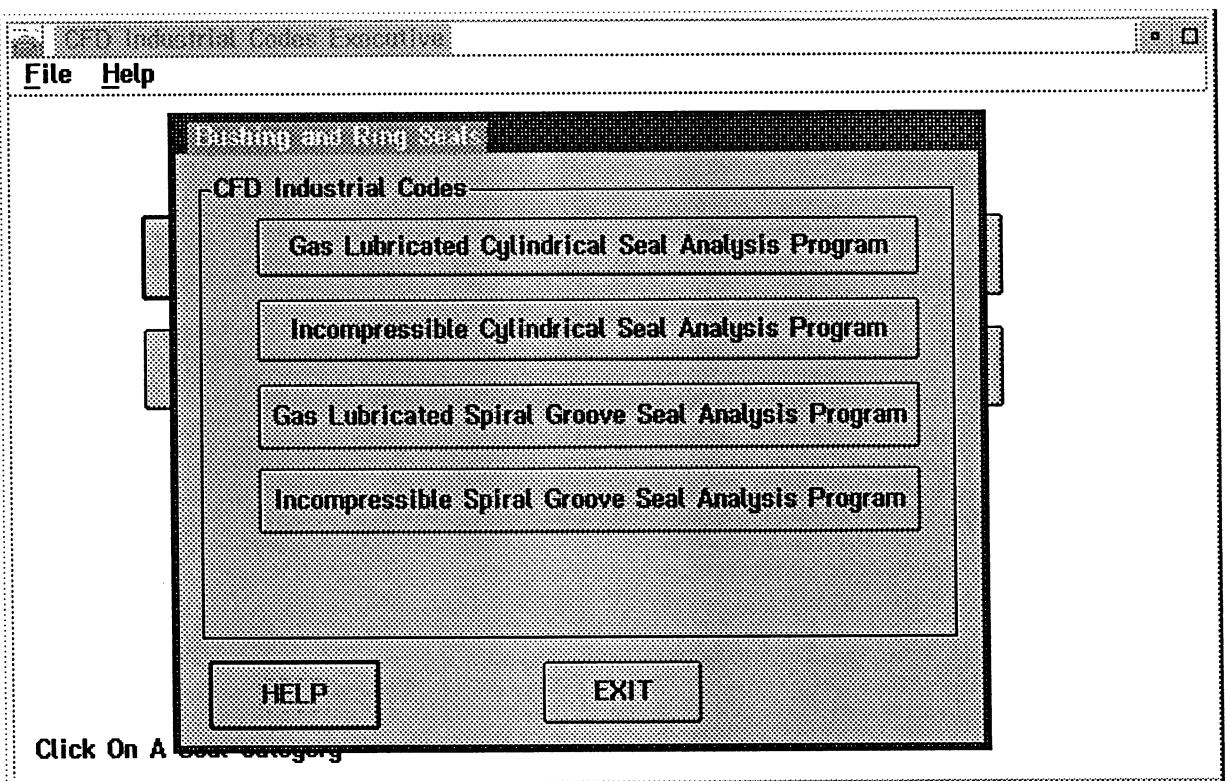 CFD Industrial Codes Executive
File Help
Bushing and Ring Seals
CFD Industrial Codes
Gas Lubricated Cylindrical Seal Analysis Program
Incompressible Cylindrical Seal Analysis Program
Gas Lubricated Spiral Groove Seal Analysis Program
Incompressible Spiral Groove Seal Analysis Program
HELP EXIT
Click On A Seal Category